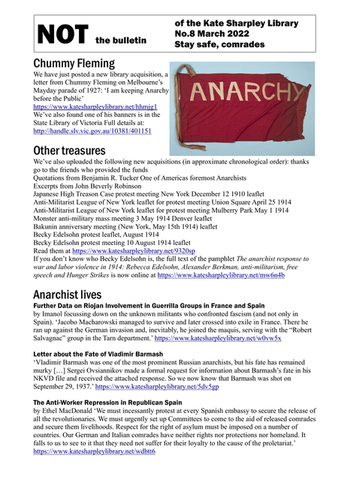 NOT the bulletin
of the Kate Sharpley Library
No.8 March 2022
Stay safe, comrades
Chummy Fleming
We have just posted a new library acquisition, a
letter from Chummy Fleming on Melbourne's
Mayday parade of 1927: 'I am keeping Anarchy
before the Public'
https://www.katesharpleylibrary.net/hhmjg1
We've also found one of his banners is in the
State Library of Victoria Full details at:
http://handle.slv.vic.gov.au/10381/401151
ANARCHY
Other treasures
We've also uploaded the following new acquisitions (in approximate chronological order): thanks
go to the friends who provided the funds
Quotations from Benjamin R. Tucker One of Americas foremost Anarchists
Excerpts from John Beverly Robinson
Japanese High Treason Case protest meeting New York December 12 1910 leaflet
Anti-Militarist League of New York leaflet for protest meeting Union Square April 25 1914
Anti-Militarist League of New York leaflet for protest meeting Mulberry Park May 1 1914
Monster anti-military mass meeting 3 May 1914 Denver leaflet
Bakunin anniversary meeting (New York, May 15th 1914) leaflet
Becky Edelsohn protest leaflet, August 1914
Becky Edelsohn protest meeting 10 August 1914 leaflet
Read them at https://www.katesharpleylibrary.net/9320sp
If you don't know who Becky Edelsohn is, the full text of the pamphlet The anarchist response to
war and labor violence in 1914: Rebecca Edelsohn, Alexander Berkman, anti-militarism, free
speech and Hunger Strikes is now online at https://www.katesharpleylibrary.net/mw6n4b
Anarchist lives
Further Data on Riojan Involvement in Guerrilla Groups in France and Spain
by Imanol focussing down on the unknown militants who confronted fascism (and not only in
Spain). 'Jacobo Macharowski managed to survive and later crossed into exile in France. There he
ran up against the German invasion and, inevitably, he joined the maquis, serving with the "Robert
Salvagnac" group in the Tarn department.' https://www.katesharpleylibrary.net/w0vw5x
Letter about the Fate of Vladimir Barmash
'Vladimir Barmash was one of the most prominent Russian anarchists, but his fate has remained
murky […] Sergei Ovsiannikov made a formal request for information about Barmash's fate in his
NKVD file and received the attached response. So we now know that Barmash was shot on
September 29, 1937.' https://www.katesharpleylibrary.net/5dv5gp
The Anti-Worker Repression in Republican Spain
by Ethel MacDonald 'We must incessantly protest at every Spanish embassy to secure the release of
all the revolutionaries. We must urgently set up Committees to come to the aid of released comrades
and secure them livelihoods. Respect for the right of asylum must be imposed on a number of
countries. Our German and Italian comrades have neither rights nor protections nor homeland. It
falls to us to see to it that they need not suffer for their loyalty to the cause of the proletariat.'
https://www.katesharpleylibrary.net/wdbtt6